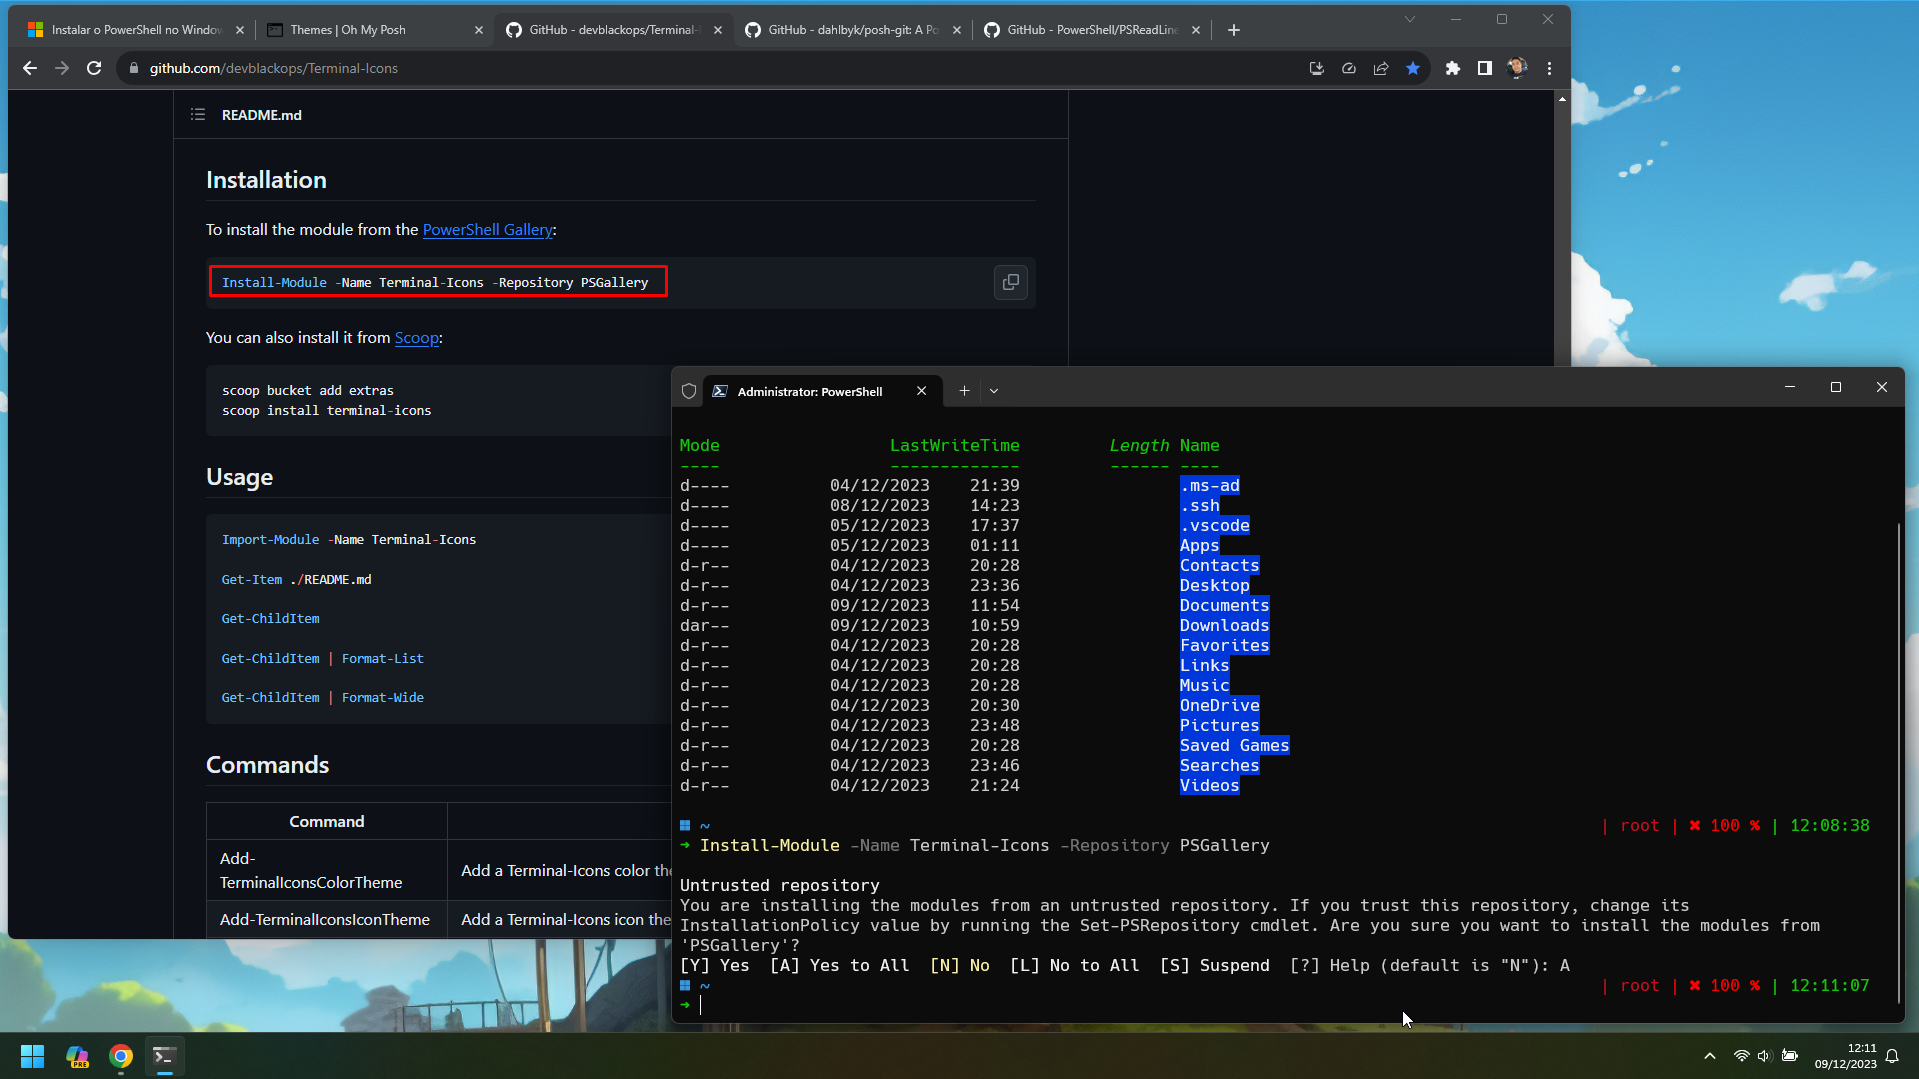 Instalar o PowerShell no Window
Themes | Oh My Posh
GitHub - devblackops/Terminal-
GitHub - dahlbyk/posh-git: A Po
GitHub - PowerShell/PSReadLine
github.com/devblackops/Terminal-Icons
README.md
Installation
To install the module from the PowerShell Gallery:
Install-Module -Name Terminal-Icons -Repository PSGallery
You can also install it from Scoop:
scoop bucket add extras
scoop install terminal-icons
Usage
Import-Module -Name Terminal-Icons
Get-Item ./README.md
Get-ChildItem
Get-ChildItem | Format-List
Get-ChildItem | Format-Wide
Commands
Command
Add-
TerminalIconsColorTheme
Add a Terminal-Icons color the
Add-TerminalIconsIconTheme
Add a Terminal-Icons icon the
Administrator: PowerShell
Mode LastWriteTime Length Name
---- ------------- ------ ----
d---- 04/12/2023 21:39 .ms-ad
d---- 08/12/2023 14:23 .ssh
d---- 05/12/2023 17:37 .vscode
d---- 05/12/2023 01:11 Apps
d-r-- 04/12/2023 20:28 Contacts
d-r-- 04/12/2023 23:36 Desktop
d-r-- 09/12/2023 11:54 Documents
dar-- 09/12/2023 10:59 Downloads
d-r-- 04/12/2023 20:28 Favorites
d-r-- 04/12/2023 20:28 Links
d-r-- 04/12/2023 20:28 Music
d-r-- 04/12/2023 20:30 OneDrive
d-r-- 04/12/2023 23:48 Pictures
d-r-- 04/12/2023 20:28 Saved Games
d-r-- 04/12/2023 23:46 Searches
d-r-- 04/12/2023 21:24 Videos
~ | root | ✖ 100 % | 12:08:38
➜ Install-Module -Name Terminal-Icons -Repository PSGallery
Untrusted repository
You are installing the modules from an untrusted repository. If you trust this repository, change its
InstallationPolicy value by running the Set-PSRepository cmdlet. Are you sure you want to install the modules from
'PSGallery'?
[Y] Yes [A] Yes to All [N] No [L] No to All [S] Suspend [?] Help (default is "N"): A
~ | root | ✖ 100 % | 12:11:07
➜
PRE
12:11
09/12/2023